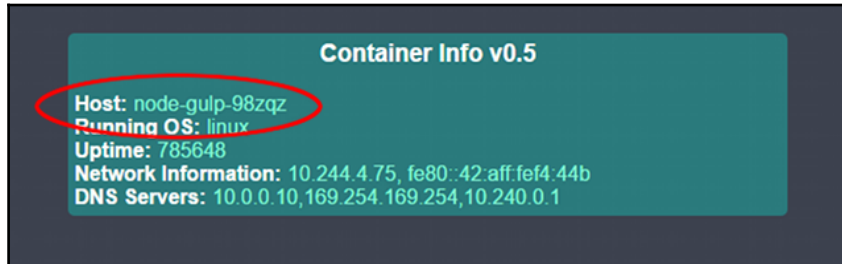 Container Info v0.5
Host: node-gulp-98zqz
Running OS: linux
Uptime: 785648
Network Information: 10.244.4.75, fe80::42:aff:fef4:44b
DNS Servers: 10.0.0.10,169.254.169.254,10.240.0.1